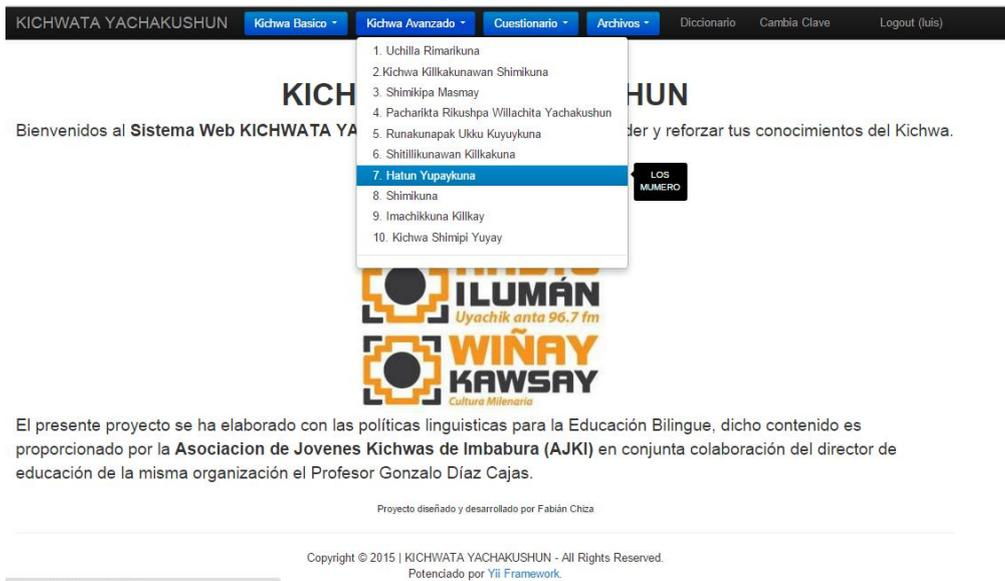 KICHWATA YACHAKUSHUN Kichwa Basico Kichwa Avanzado Cuestionario Archivos Diccionario Cambia Clave Logout (luis)
1. Uchilla Rimarikuna
2.Kichwa Killkakunawan Shimikuna
3. Shimikipa Masmay
4. Pacharikta Rikushpa Willachita Yachakushun
5. Runakunapak Ukku Kuyuykuna
6. Shitillikunawan Killkakuna
7. Hatun Yupaykuna
8. Shimikuna
9. Imachikkuna Killkay
10. Kichwa Shimipi Yuyay
LOS
MUMERO
KICH HUN
Bienvenidos al Sistema Web KICHWATA YA der y reforzar tus conocimientos del Kichwa.
ILUMÁN
Uyachik anta 96.7 fm
WIÑAY
KAWSAY
Cultura Milenaria
El presente proyecto se ha elaborado con las políticas linguisticas para la Educación Bilingue, dicho contenido es
proporcionado por la Asociacion de Jovenes Kichwas de Imbabura (AJKI) en conjunta colaboración del director de
educación de la misma organización el Profesor Gonzalo Díaz Cajas.
Proyecto diseñado y desarrollado por Fabián Chiza
Copyright © 2015 | KICHWATA YACHAKUSHUN - All Rights Reserved.
Potenciado por Yii Framework.